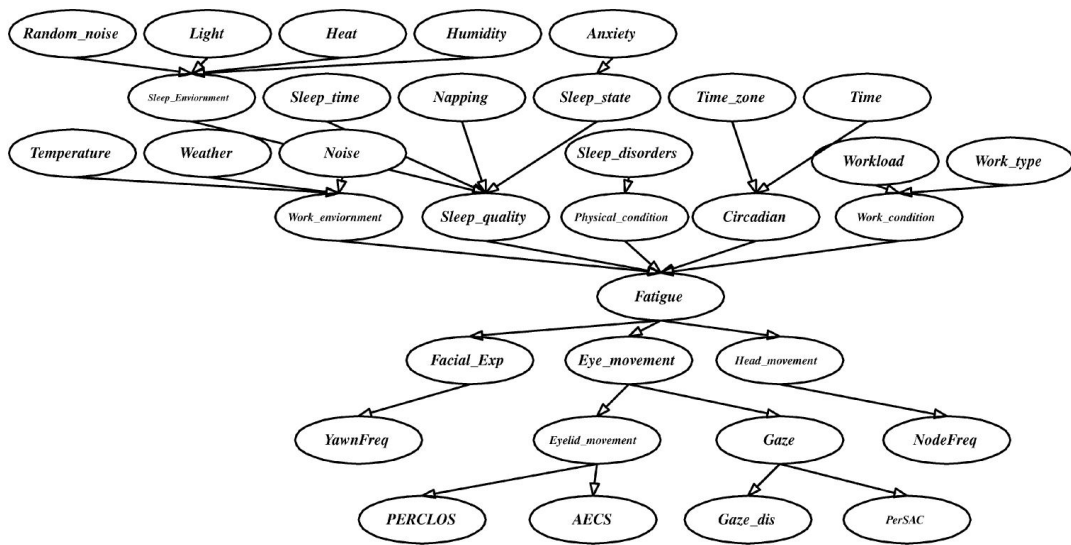 Random_noise Light Heat Humidity Anxiety
Sleep_Enviornment Sleep_time Napping Sleep_state Time_zone Time
Temperature Weather Noise Sleep_disorders Workload Work_type
Work_enviornment Sleep_quality Physical_condition Circadian Work_condition
Fatigue
Facial_Exp Eye_movement Head_movement
YawnFreq Eyelid_movement Gaze NodeFreq
PERCLOS AECS Gaze_dis PerSAC